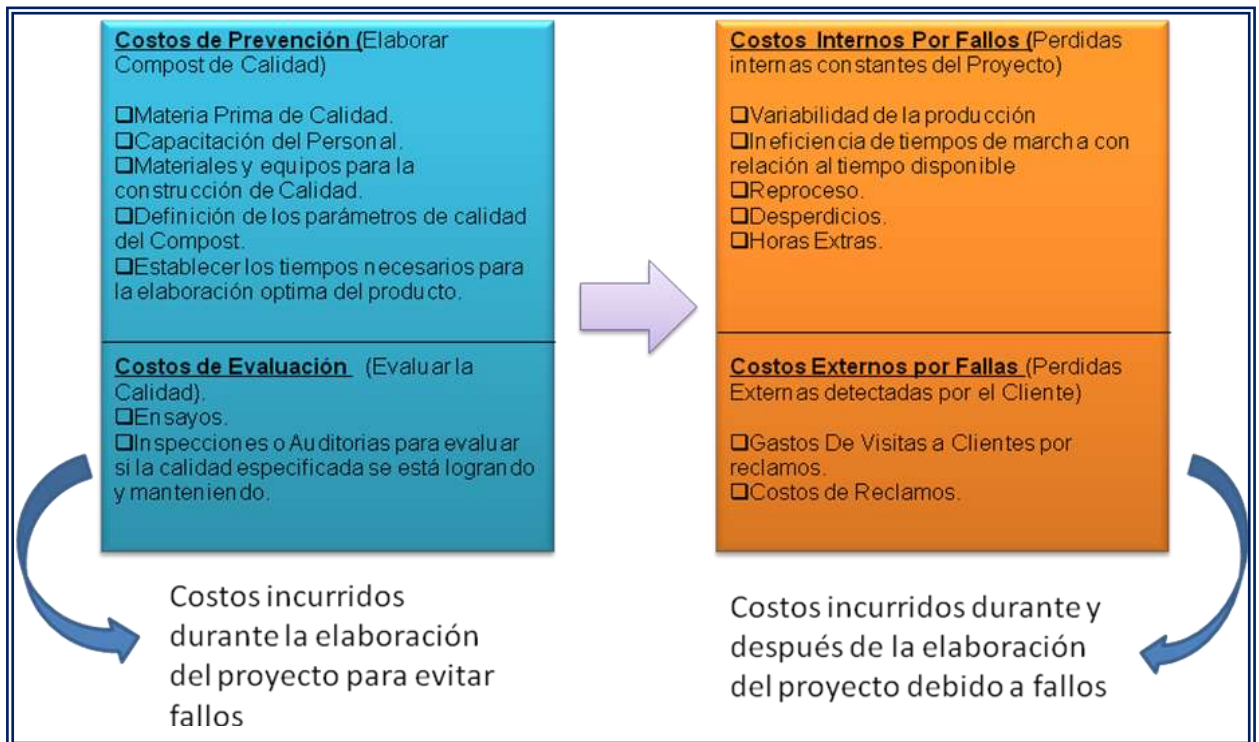 Costos de Prevención (Elaborar
Compost de Calidad)
❑Materia Prima de Calidad.
❑Capacitación del Personal.
❑Materiales y equipos para la
construcción de Calidad.
❑Definición de los parámetros de calidad
del Compost.
❑Establecer los tiempos necesarios para
la elaboración optima del producto.
Costos de Evaluación (Evaluar la
Calidad).
❑Ensayos.
❑Inspecciones o Auditorias para evaluar
si la calidad especificada se está logrando
y manteniendo.
Costos incurridos
durante la elaboración
del proyecto para evitar
fallos
Costos Internos Por Fallos (Perdidas
internas constantes del Proyecto)
❑Variabilidad de la producción
❑Ineficiencia de tiempos de marcha con
relación al tiempo disponible
❑Reproceso.
❑Desperdicios.
❑Horas Extras.
Costos Externos por Fallas (Perdidas
Externas detectadas por el Cliente)
❑Gastos De Visitas a Clientes por
reclamos.
❑Costos de Reclamos.
Costos incurridos durante y
después de la elaboración
del proyecto debido a fallos